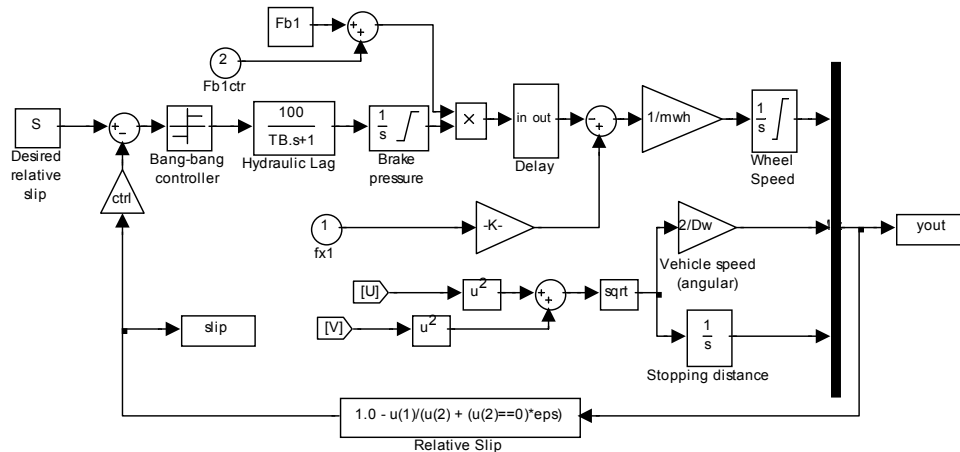 Fb1
+
+
2
Fb1ctr
S
Desired
relative
slip
+
−
Bang-bang
controller
100
TB.s+1
Hydraulic Lag
1
s
Brake
pressure
×
in out
Delay
-
+
1/mwh
1
s
Wheel
Speed
ctrl
1
fx1
-K-
2/Dw
Vehicle speed
(angular)
yout
[U]
u²
+
+
sqrt
[V]
u²
slip
1
s
Stopping distance
1.0 - u(1)/(u(2) + (u(2)==0)*eps)
Relative Slip